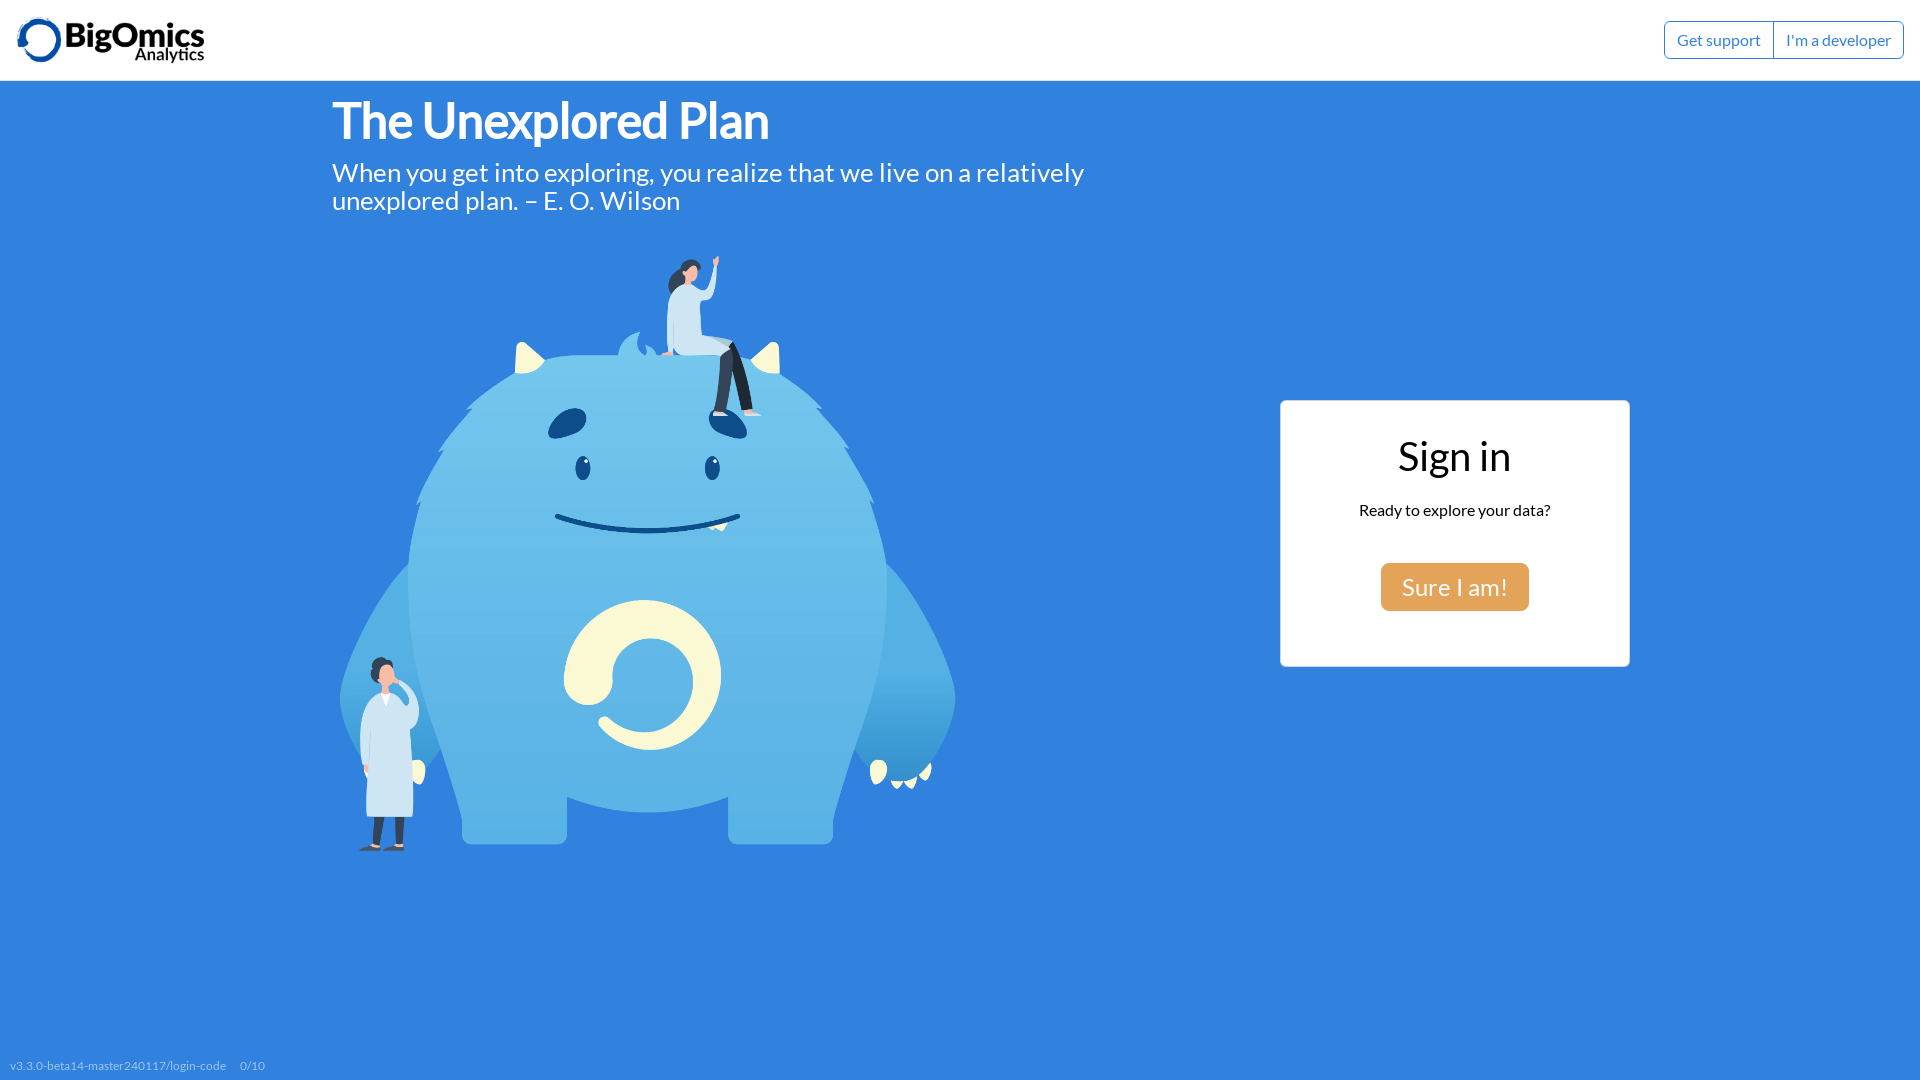 BigOmics
Analytics
Get support
I'm a developer
The Unexplored Plan
When you get into exploring, you realize that we live on a relatively
unexplored plan. – E. O. Wilson
Sign in
Ready to explore your data?
Sure I am!
v3.3.0-beta14-master240117/login-code 0/10